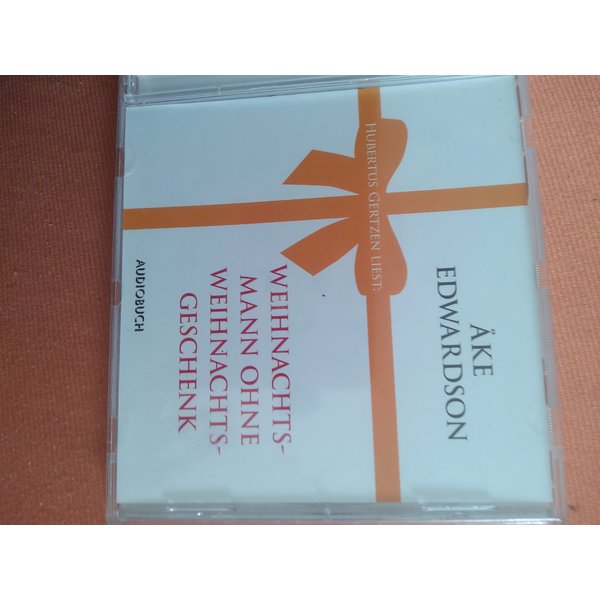 ÅKE
EDWARDSON
HUBERTUS GERTZEN LIEST:
WEIHNACHTS-
MANN OHNE
WEIHNACHTS-
GESCHENK
AUDIOBUCH